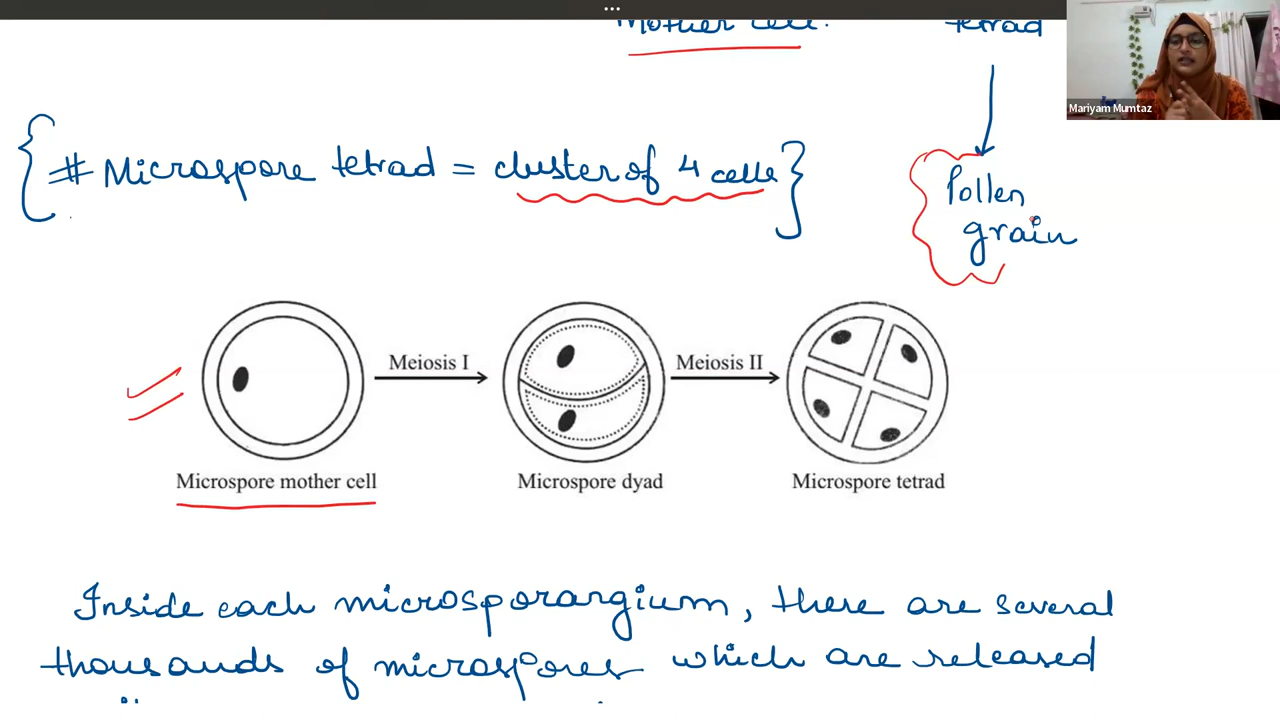 Mother cell.
tetrad
Mariyam Mumtaz
# Microspore tetrad = cluster of 4 cells
Pollen
grain
Meiosis I
Meiosis II
Microspore mother cell
Microspore dyad
Microspore tetrad
Inside each microsporangium, there are several
thousands of microspores which are released